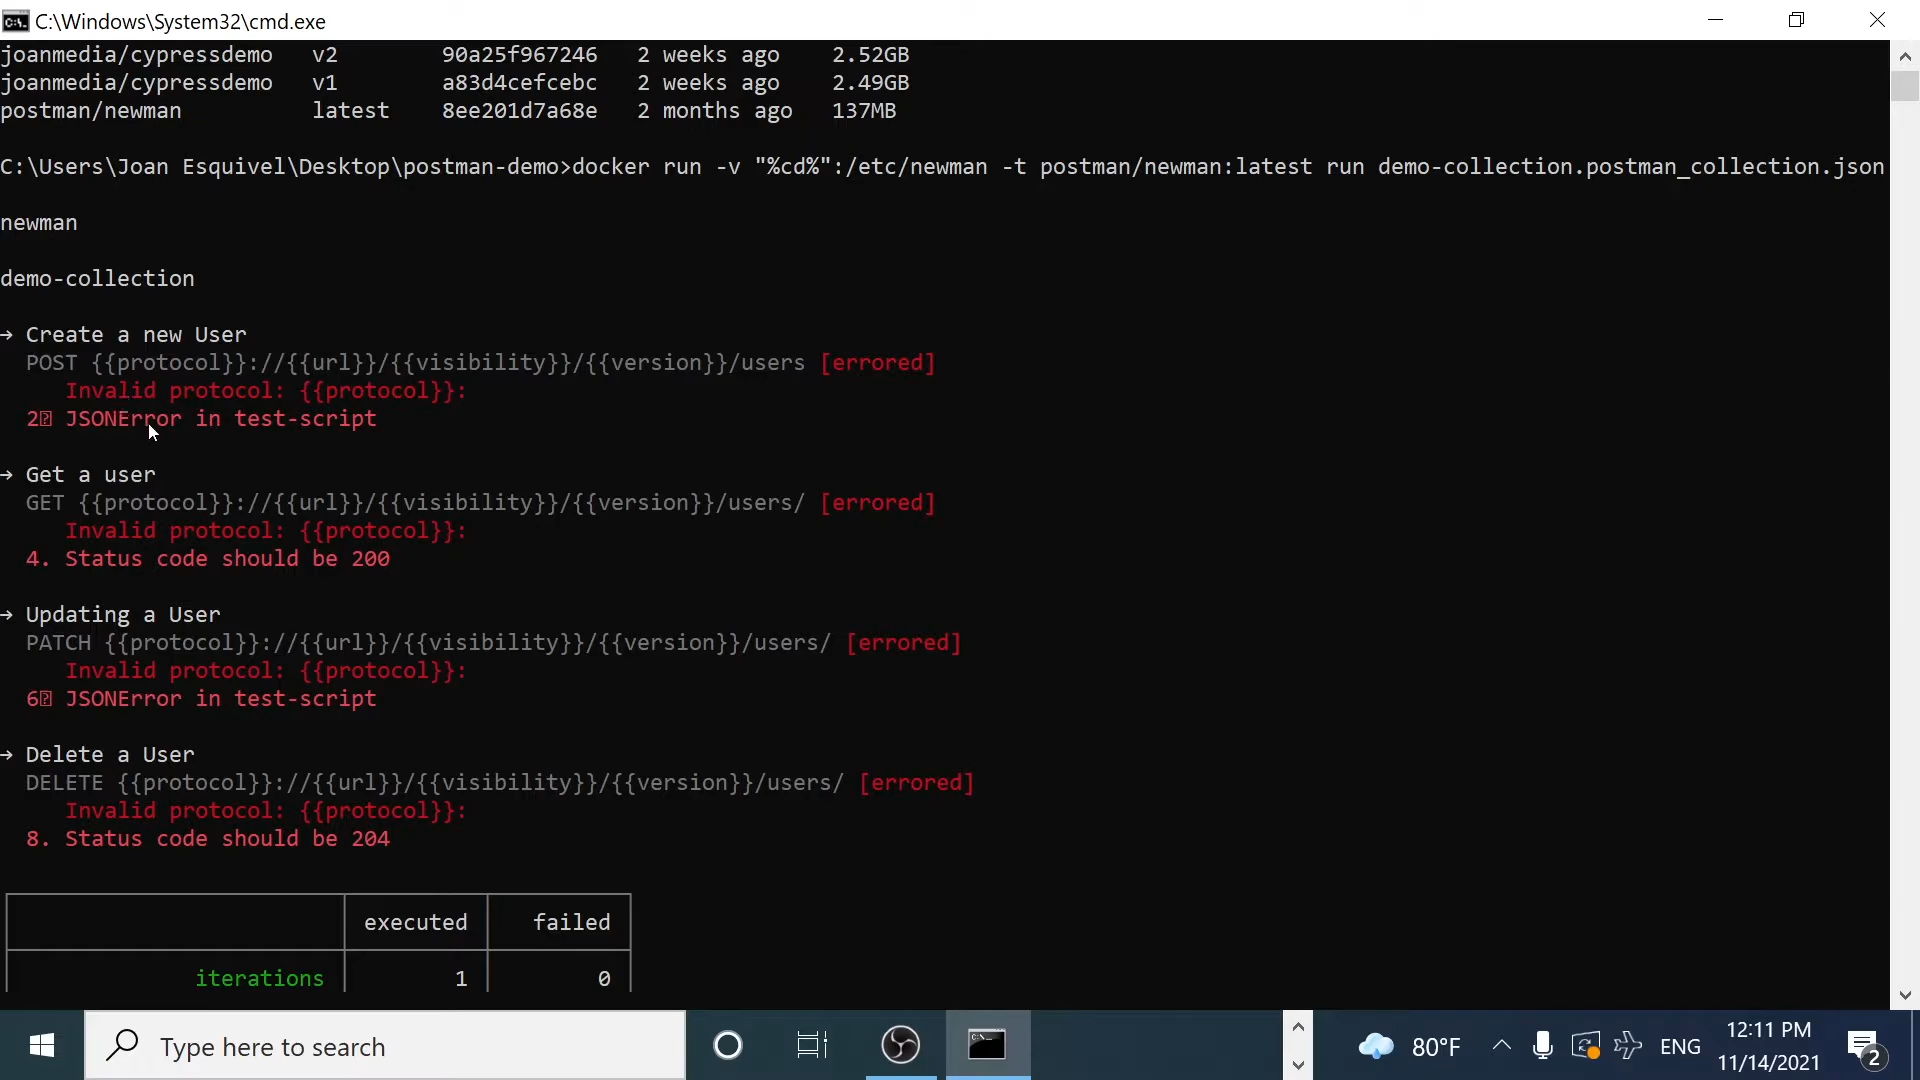 C:\Windows\System32\cmd.exe
joanmedia/cypressdemo v2 90a25f967246 2 weeks ago 2.52GB
joanmedia/cypressdemo v1 a83d4cefcebc 2 weeks ago 2.49GB
postman/newman latest 8ee201d7a68e 2 months ago 137MB
C:\Users\Joan Esquivel\Desktop\postman-demo>docker run -v "%cd%":/etc/newman -t postman/newman:latest run demo-collection.postman_collection.json
newman
demo-collection
→ Create a new User
POST {{protocol}}://{{url}}/{{visibility}}/{{version}}/users [errored]
Invalid protocol: {{protocol}}:
2⍰ JSONError in test-script
→ Get a user
GET {{protocol}}://{{url}}/{{visibility}}/{{version}}/users/ [errored]
Invalid protocol: {{protocol}}:
4. Status code should be 200
→ Updating a User
PATCH {{protocol}}://{{url}}/{{visibility}}/{{version}}/users/ [errored]
Invalid protocol: {{protocol}}:
6⍰ JSONError in test-script
→ Delete a User
DELETE {{protocol}}://{{url}}/{{visibility}}/{{version}}/users/ [errored]
Invalid protocol: {{protocol}}:
8. Status code should be 204
executed failed
iterations 1 0
Type here to search
80°F
ENG
12:11 PM
11/14/2021
2